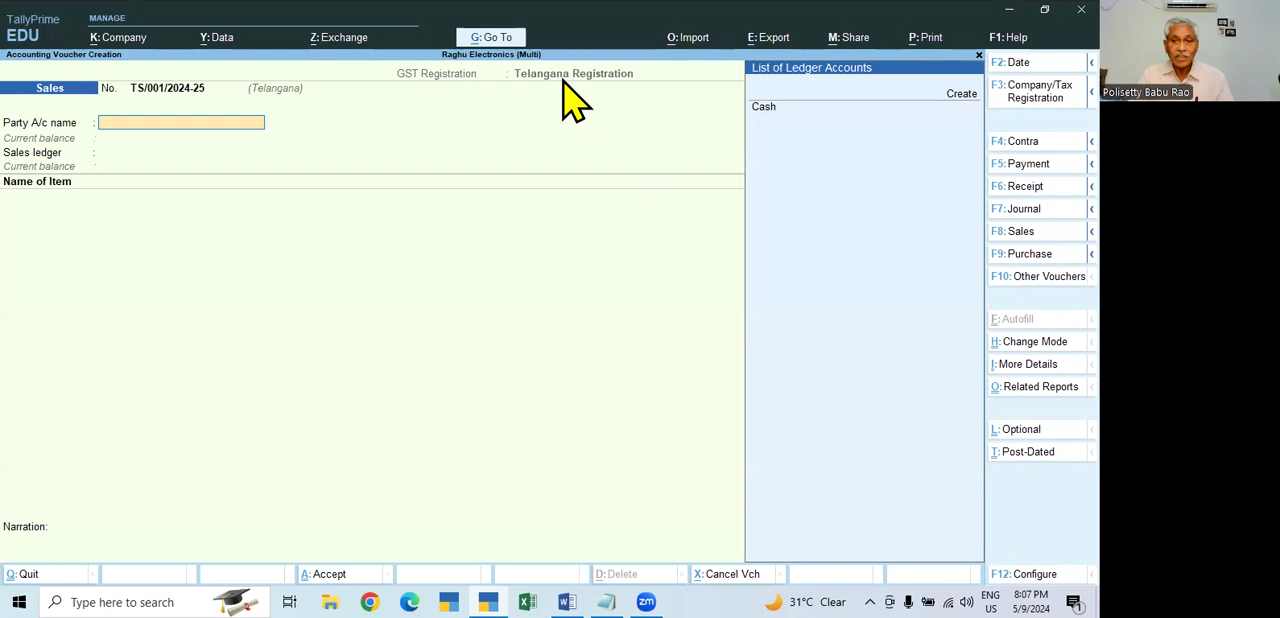 TallyPrime
EDU
MANAGE
K: Company
Y: Data
Z: Exchange
G: Go To
O: Import
E: Export
M: Share
P: Print
F1: Help
Accounting Voucher Creation
Raghu Electronics (Multi)
GST Registration : Telangana Registration
Sales No. TS/001/2024-25 (Telangana)
Party A/c name :
Current balance :
Sales ledger :
Current balance :
Name of Item
Narration:
List of Ledger Accounts
Create
Cash
F2: Date
F3: Company/Tax
Registration
F4: Contra
F5: Payment
F6: Receipt
F7: Journal
F8: Sales
F9: Purchase
F10: Other Vouchers
F: Autofill
H: Change Mode
I: More Details
O: Related Reports
L: Optional
T: Post-Dated
F12: Configure
Polisetty Babu Rao
Q: Quit
A: Accept
D: Delete
X: Cancel Vch
Type here to search
zm
31°C Clear
ENG
US
8:07 PM
5/9/2024